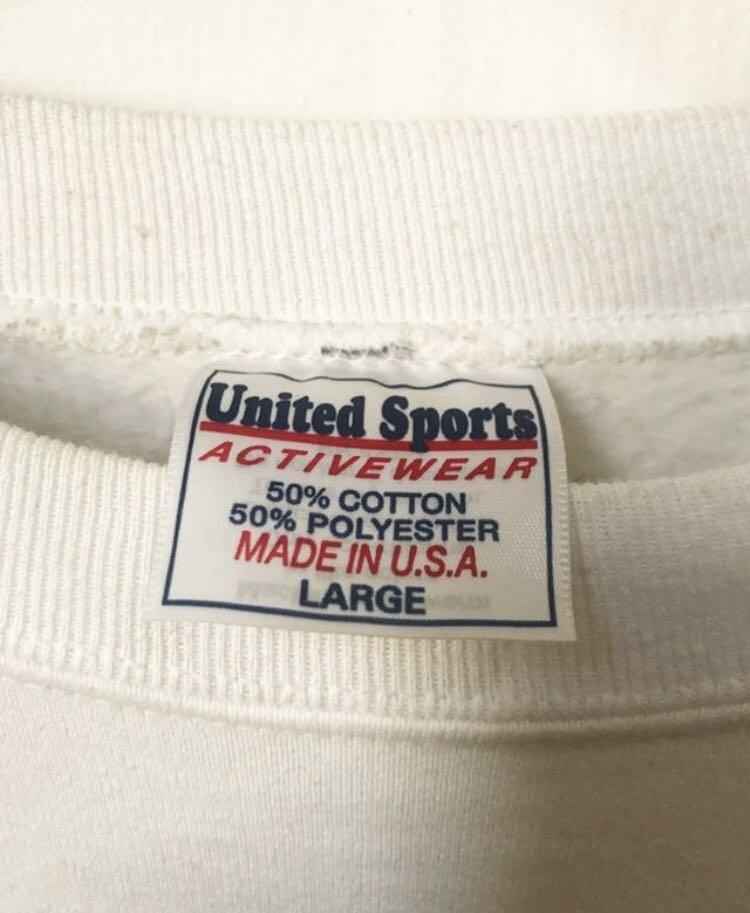 United Sports
ACTIVEWEAR
50% COTTON
50% POLYESTER
MADE IN U.S.A.
LARGE